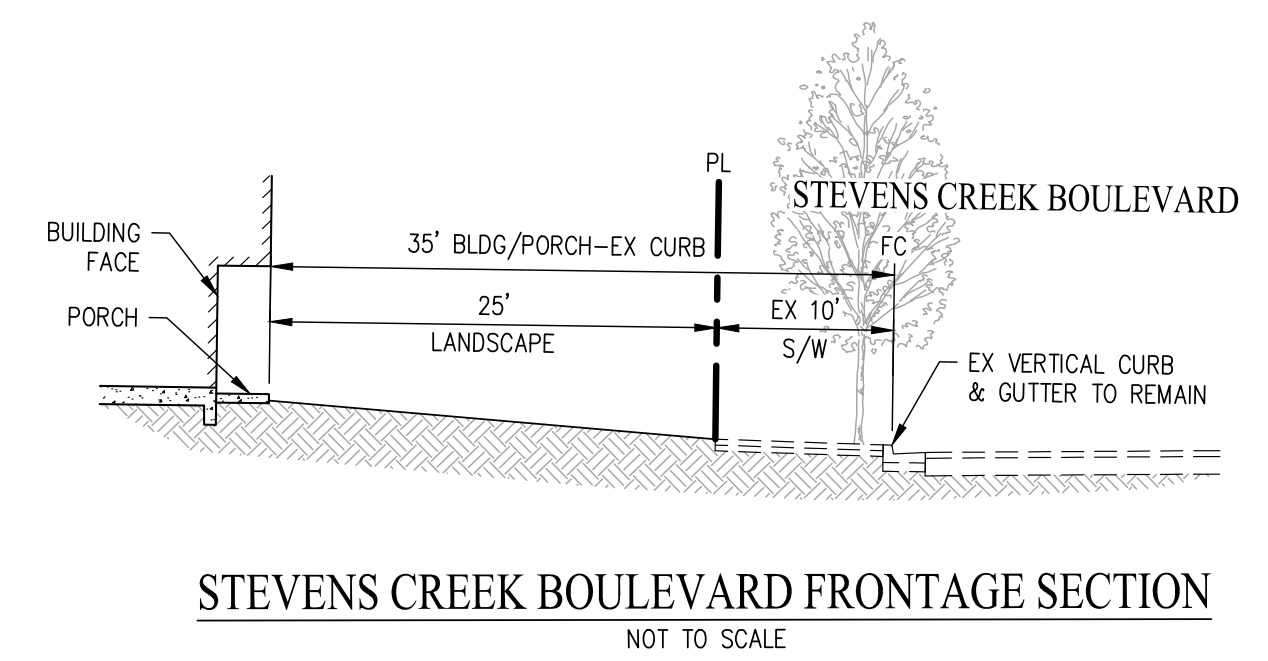 PL
STEVENS CREEK BOULEVARD
BUILDING
FACE
35' BLDG/PORCH-EX CURB
FC
PORCH
25'
LANDSCAPE
EX 10'
S/W
EX VERTICAL CURB
& GUTTER TO REMAIN
STEVENS CREEK BOULEVARD FRONTAGE SECTION
NOT TO SCALE